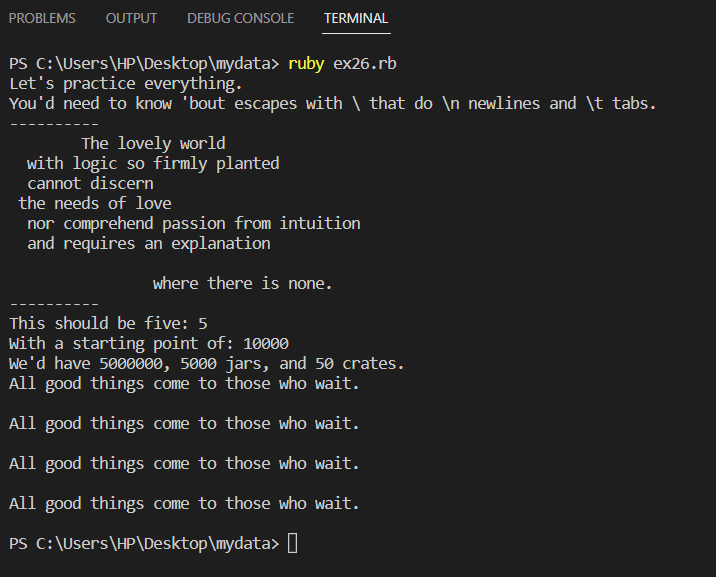 PROBLEMS OUTPUT DEBUG CONSOLE TERMINAL
PS C:\Users\HP\Desktop\mydata> ruby ex26.rb
Let's practice everything.
You'd need to know 'bout escapes with \ that do \n newlines and \t tabs.
----------
        The lovely world
  with logic so firmly planted
  cannot discern
 the needs of love
  nor comprehend passion from intuition
  and requires an explanation

                where there is none.
----------
This should be five: 5
With a starting point of: 10000
We'd have 5000000, 5000 jars, and 50 crates.
All good things come to those who wait.

All good things come to those who wait.

All good things come to those who wait.

All good things come to those who wait.

PS C:\Users\HP\Desktop\mydata>